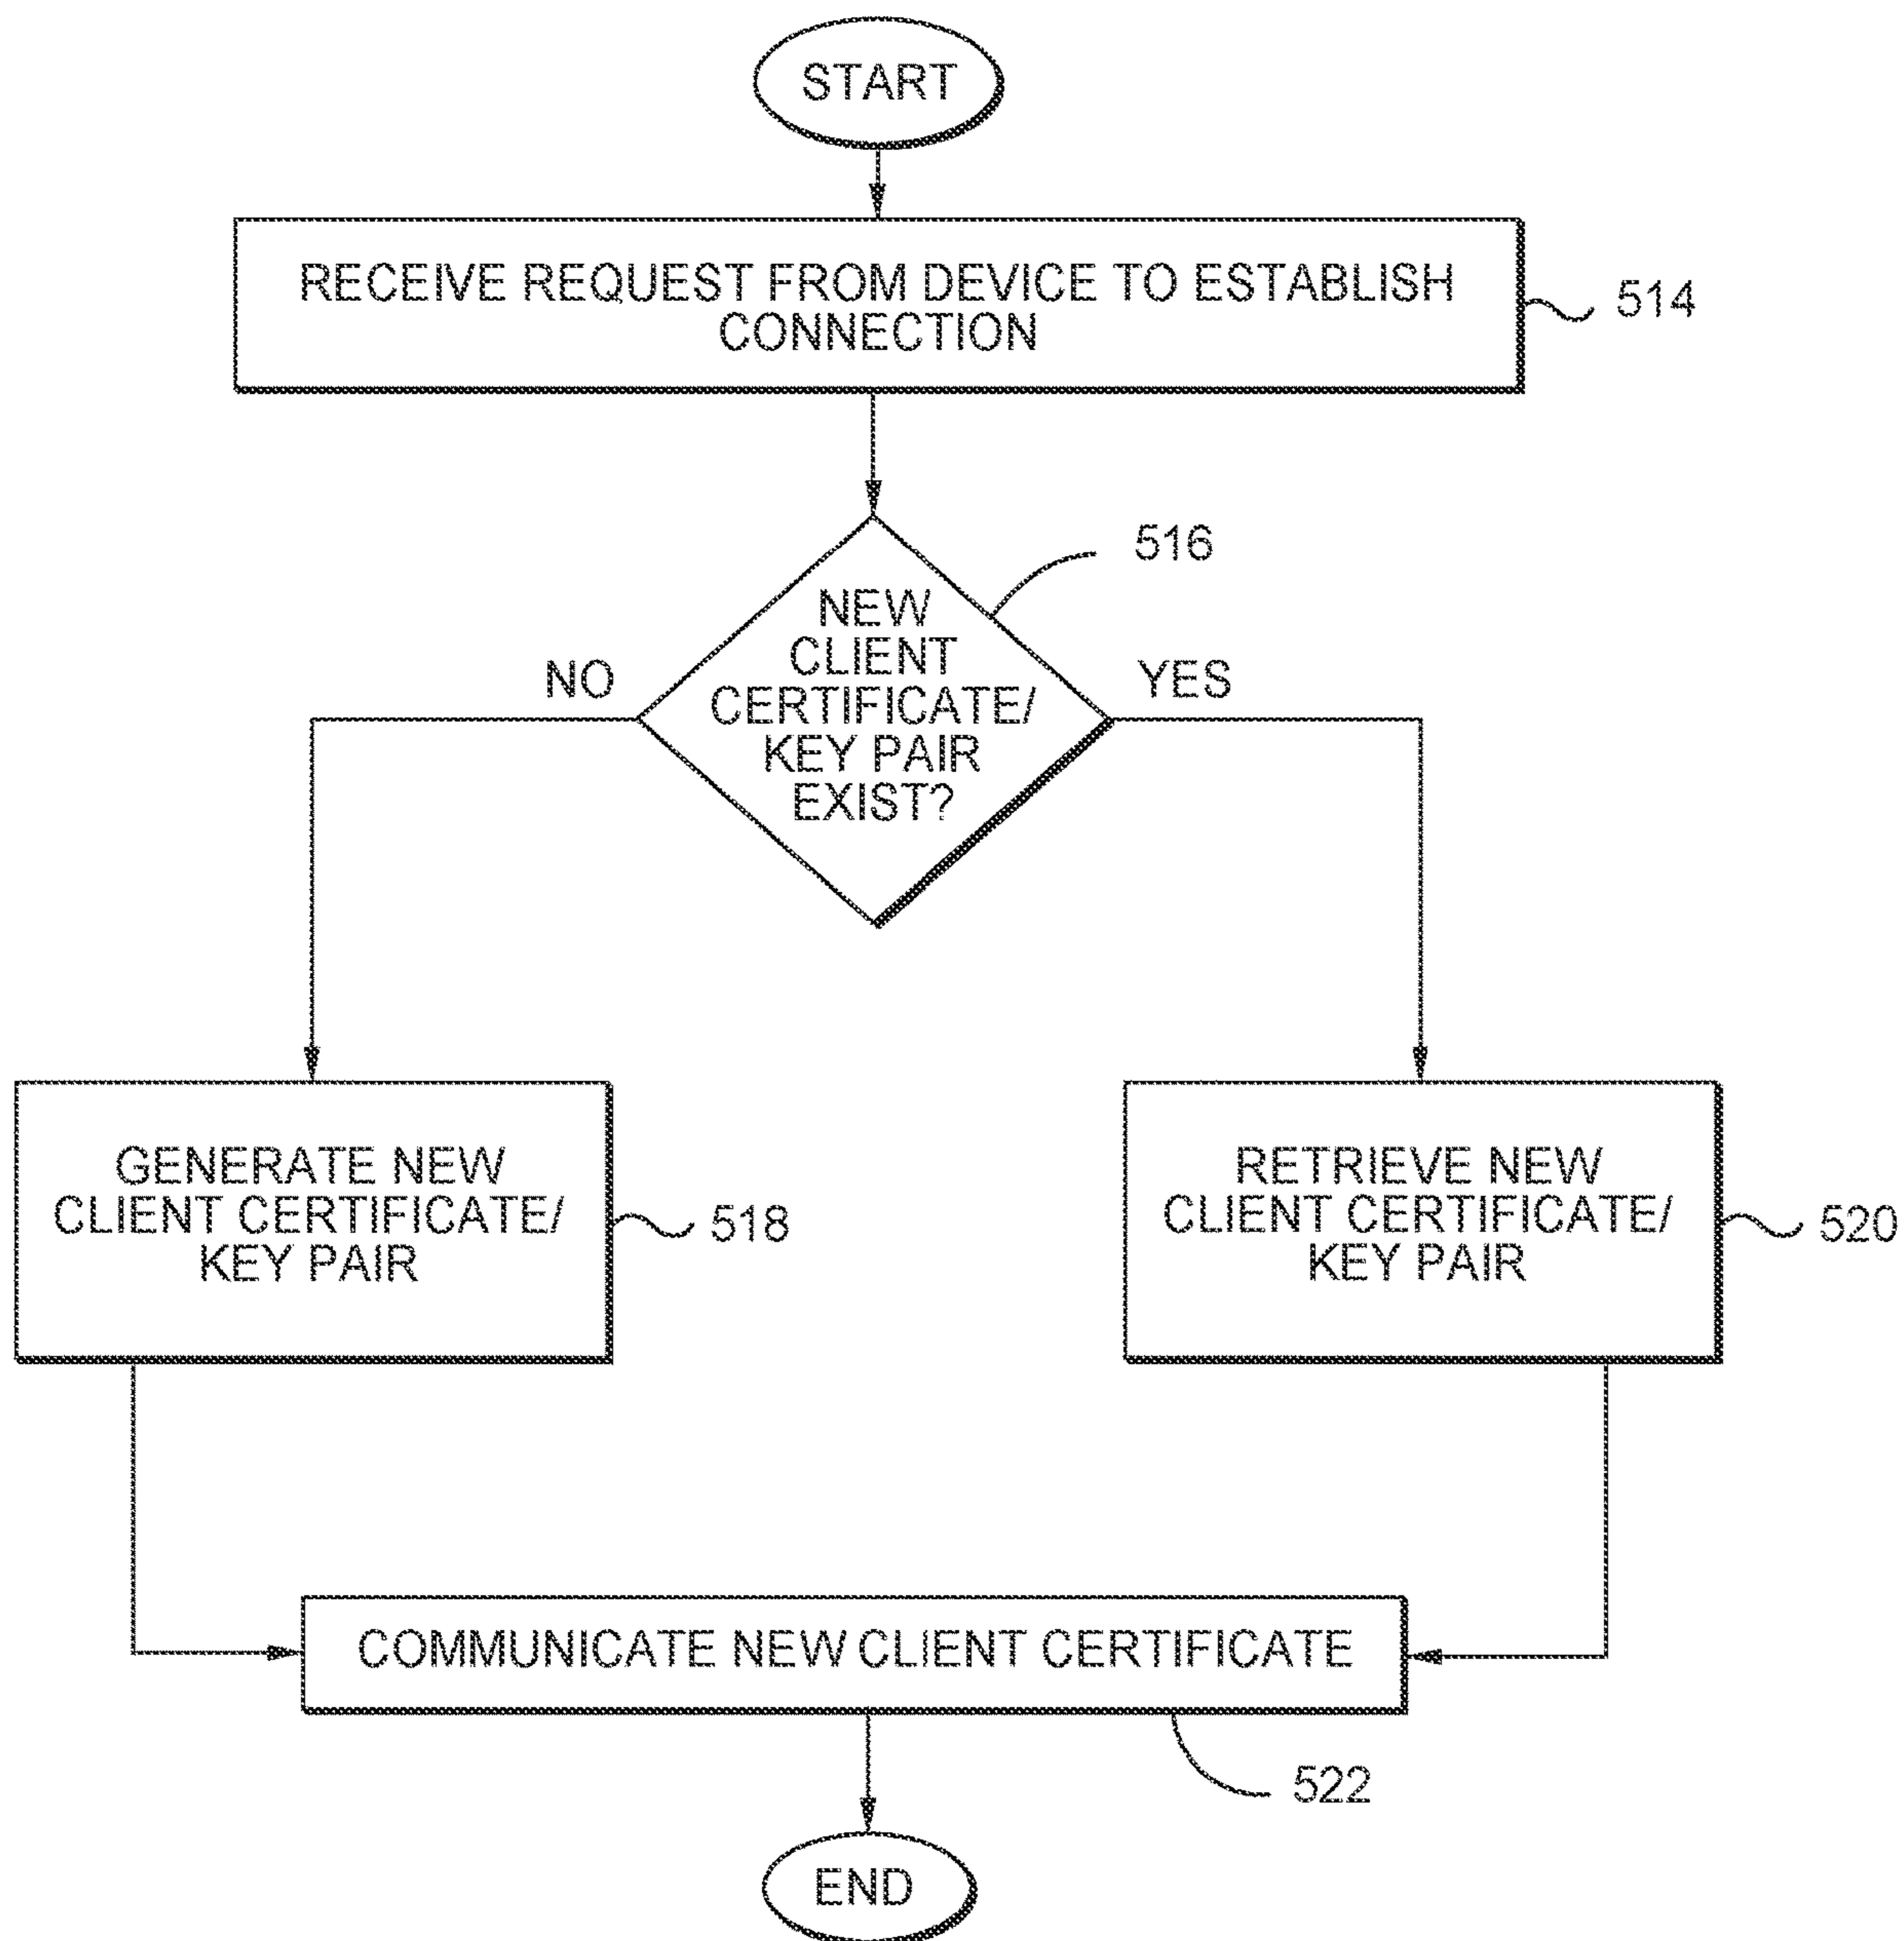 START
RECEIVE REQUEST FROM DEVICE TO ESTABLISH
CONNECTION
514
516
NEW
CLIENT
CERTIFICATE/
KEY PAIR
EXIST?
NO
YES
GENERATE NEW
CLIENT CERTIFICATE/
KEY PAIR
518
RETRIEVE NEW
CLIENT CERTIFICATE/
KEY PAIR
520
COMMUNICATE NEW CLIENT CERTIFICATE
522
END